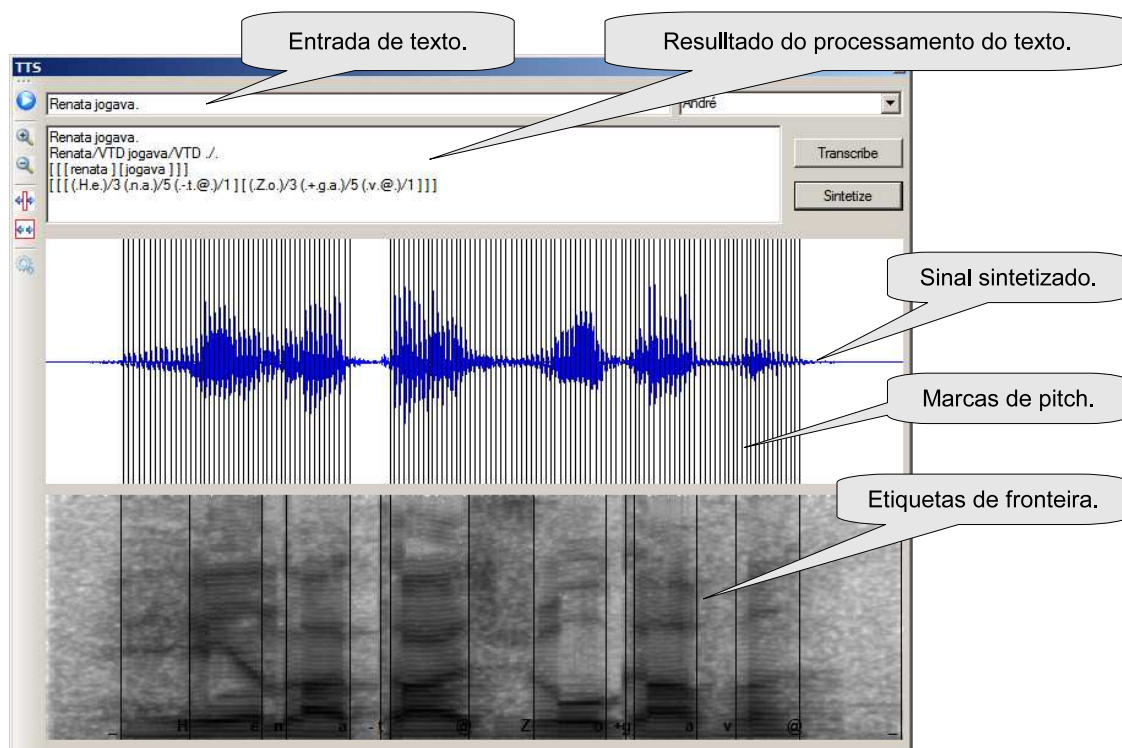 Entrada de texto.
Resulltado do processamento do texto.
TTS
Renata jogava.
André
Renata jogava.
Renata/VTD jogava/VTD ./.
[ [ [ renata ] [ jogava ] ] ]
[ [ [ (.H.e.)/3 (.n.a.)/5 (.-t.@.)/1 ] [ (.Z.o.)/3 (.+.g.a.)/5 (.v.@.)/1 ] ] ]
Transcribe
Sintetize
Sinal sintetizado.
Marcas de pitch.
Etiquetas de fronteira.
_ H e n a -t @ Z o +g a v @ _